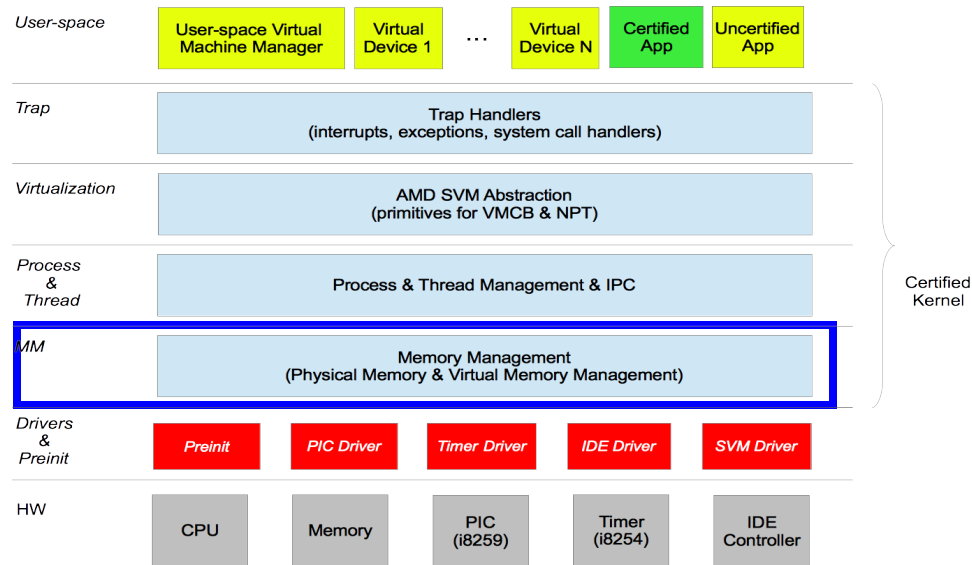 User-space
User-space Virtual
Machine Manager
Virtual
Device 1
...
Virtual
Device N
Certified
App
Uncertified
App
Trap
Trap Handlers
(interrupts, exceptions, system call handlers)
Virtualization
AMD SVM Abstraction
(primitives for VMCB & NPT)
Process
&
Thread
Process & Thread Management & IPC
Certified
Kernel
MM
Memory Management
(Physical Memory & Virtual Memory Management)
Drivers
&
Preinit
Preinit
PIC Driver
Timer Driver
IDE Driver
SVM Driver
HW
CPU
Memory
PIC
(i8259)
Timer
(i8254)
IDE
Controller